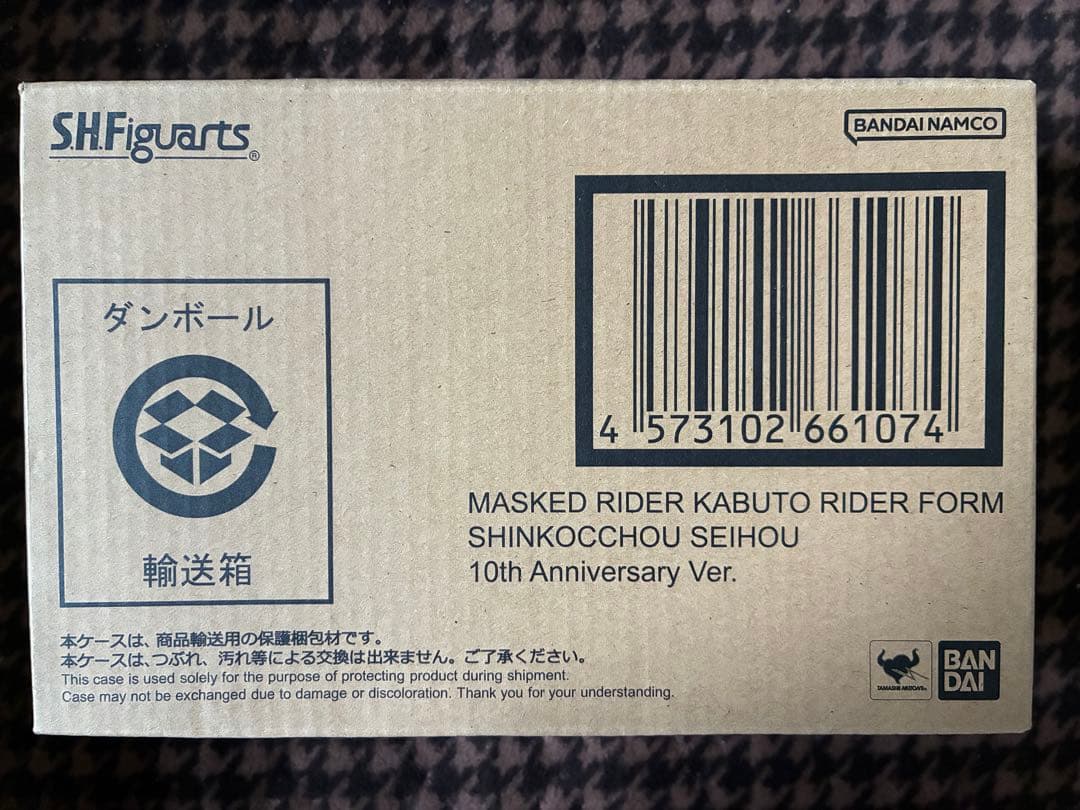 S.H.Figuarts®
BANDAI NAMCO
ダンボール
輸送箱
4 573102 661074
MASKED RIDER KABUTO RIDER FORM
SHINKOCCHOU SEIHOU
10th Anniversary Ver.
本ケースは、商品輸送用の保護梱包材です。
本ケースは、つぶれ、汚れ等による交換は出来ません。ご了承ください。
This case is used solely for the purpose of protecting product during shipment.
Case may not be exchanged due to damage or discoloration. Thank you for your understanding.
TAMASHII NATIONS
BAN
DAI